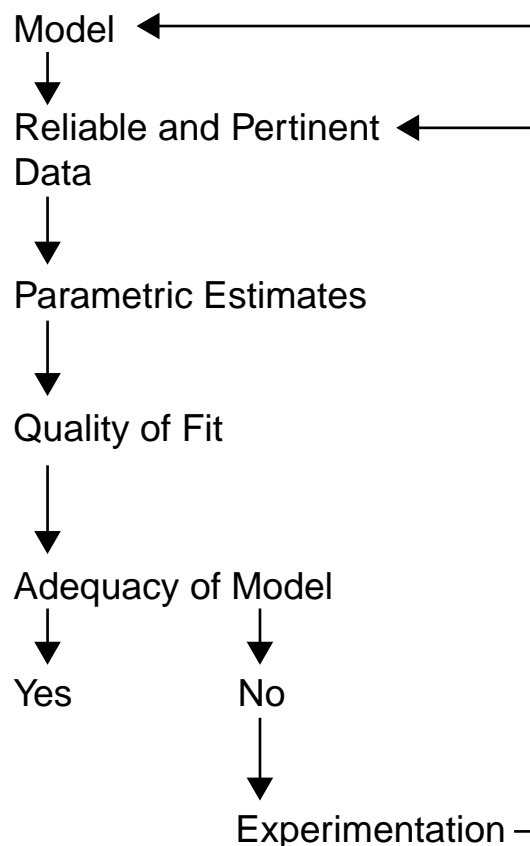 Model
Reliable and Pertinent
Data
Parametric Estimates
Quality of Fit
Adequacy of Model
Yes No
Experimentation